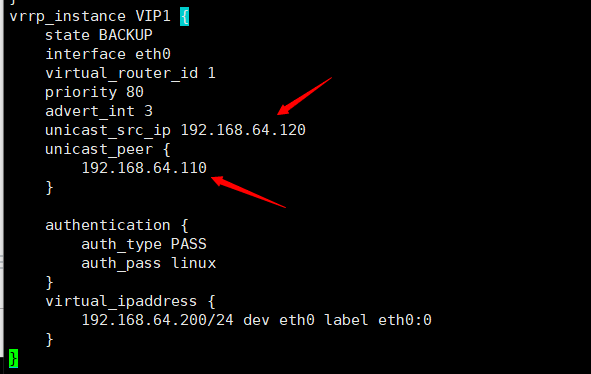 }
vrrp_instance VIP1 {
    state BACKUP
    interface eth0
    virtual_router_id 1
    priority 80
    advert_int 3
    unicast_src_ip 192.168.64.120
    unicast_peer {
        192.168.64.110
    }

    authentication {
        auth_type PASS
        auth_pass linux
    }
    virtual_ipaddress {
        192.168.64.200/24 dev eth0 label eth0:0
    }
}